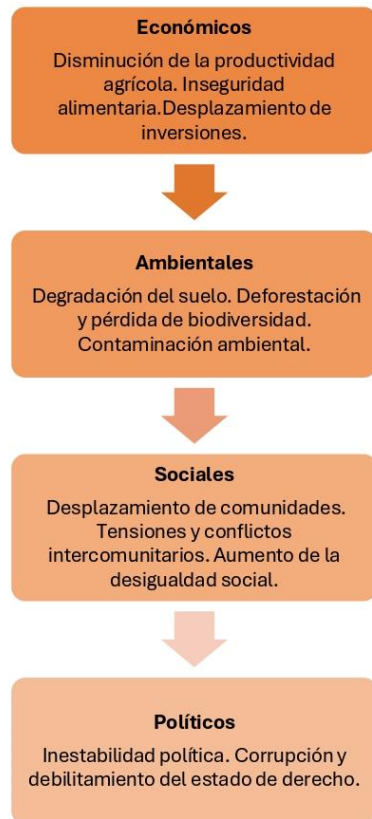 Económicos
Disminución de la productividad
agrícola. Inseguridad
alimentaria.Desplazamiento de
inversiones.
Ambientales
Degradación del suelo. Deforestación
y pérdida de biodiversidad.
Contaminación ambiental.
Sociales
Desplazamiento de comunidades.
Tensiones y conflictos
intercomunitarios. Aumento de la
desigualdad social.
Políticos
Inestabilidad política. Corrupción y
debilitamiento del estado de derecho.